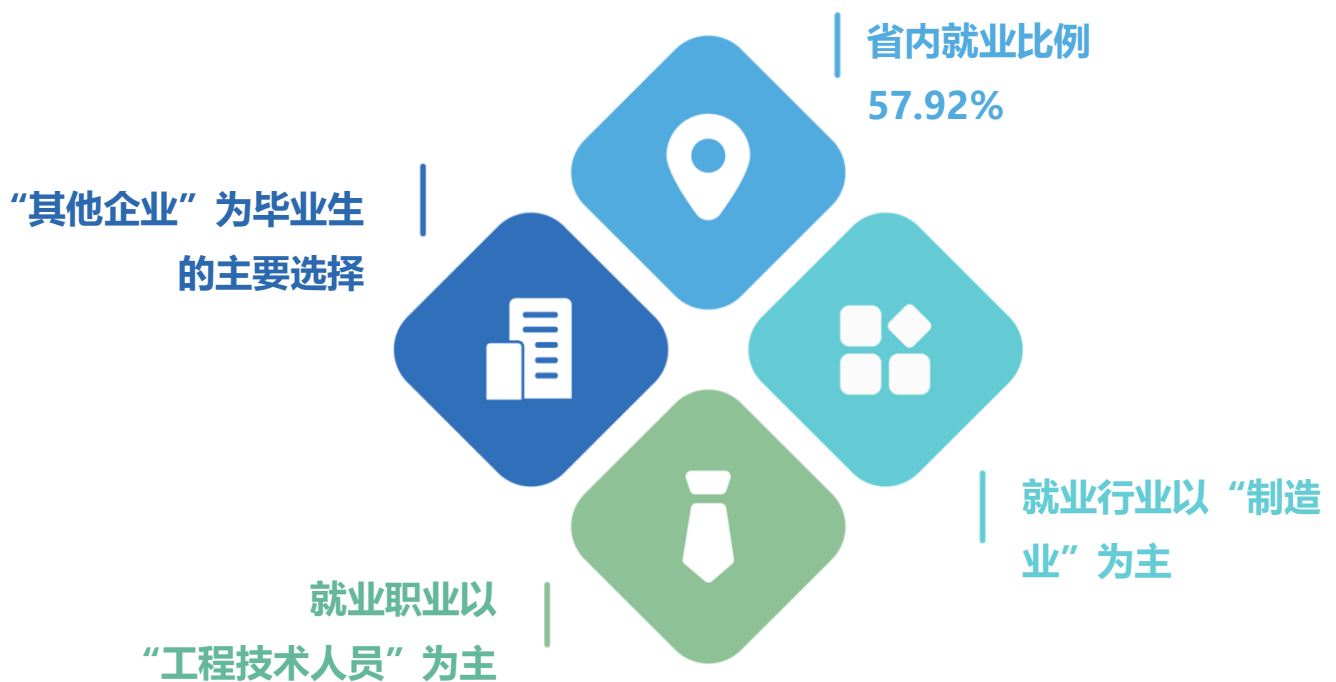 省内就业比例
57.92%
“其他企业”为毕业生
的主要选择
就业行业以“制造
业”为主
就业职业以
“工程技术人员”为主